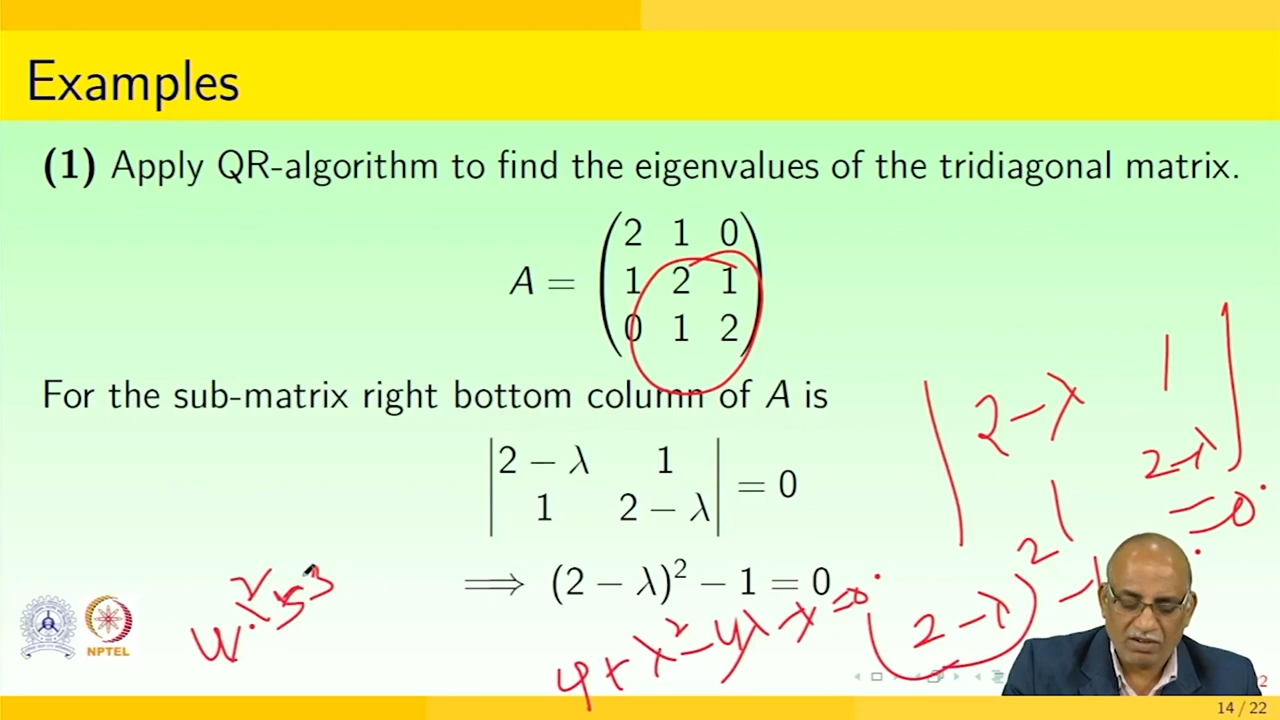 Examples
(1) Apply QR-algorithm to find the eigenvalues of the tridiagonal matrix.
A = (2 1 0
1 2 1
0 1 2)
For the sub-matrix right bottom column of A is
|2 − λ 1|
|1 2 − λ| = 0
⟹ (2 − λ)² − 1 = 0
|2−λ 1|
|1 2−λ| = 0
(2−λ)² −
4 + λ² − 4λ − 1 = 0
NPTEL
14 / 22